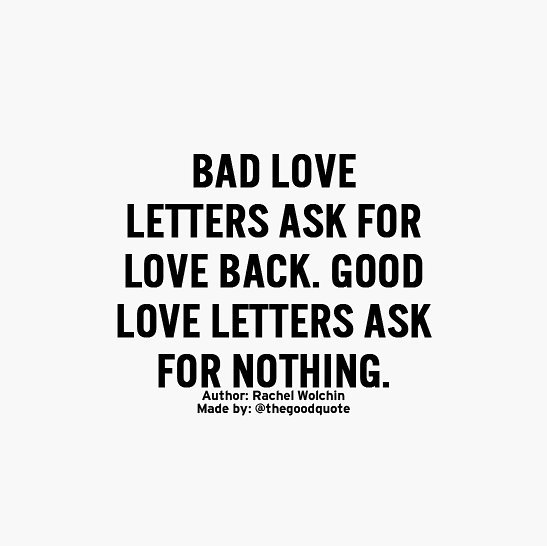 BAD LOVE
LETTERS ASK FOR
LOVE BACK. GOOD
LOVE LETTERS ASK
FOR NOTHING.
Author: Rachel Wolchin
Made by: @thegoodquote